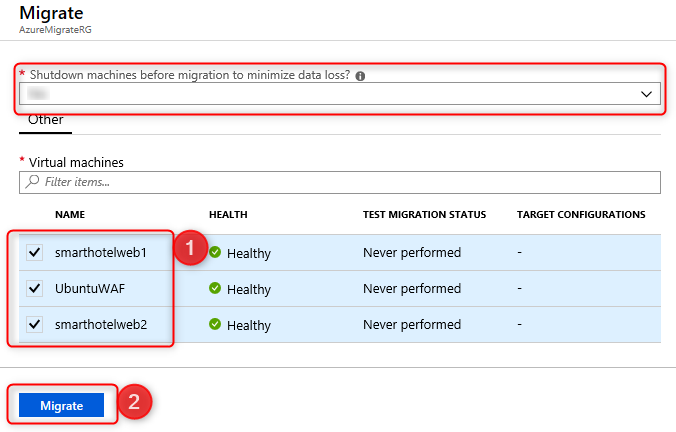 Migrate
AzureMigrateRG
* Shutdown machines before migration to minimize data loss?
Other
* Virtual machines
Filter items...
NAME HEALTH TEST MIGRATION STATUS TARGET CONFIGURATIONS
smarthotelweb1 1 Healthy Never performed -
UbuntuWAF Healthy Never performed -
smarthotelweb2 Healthy Never performed -
Migrate 2